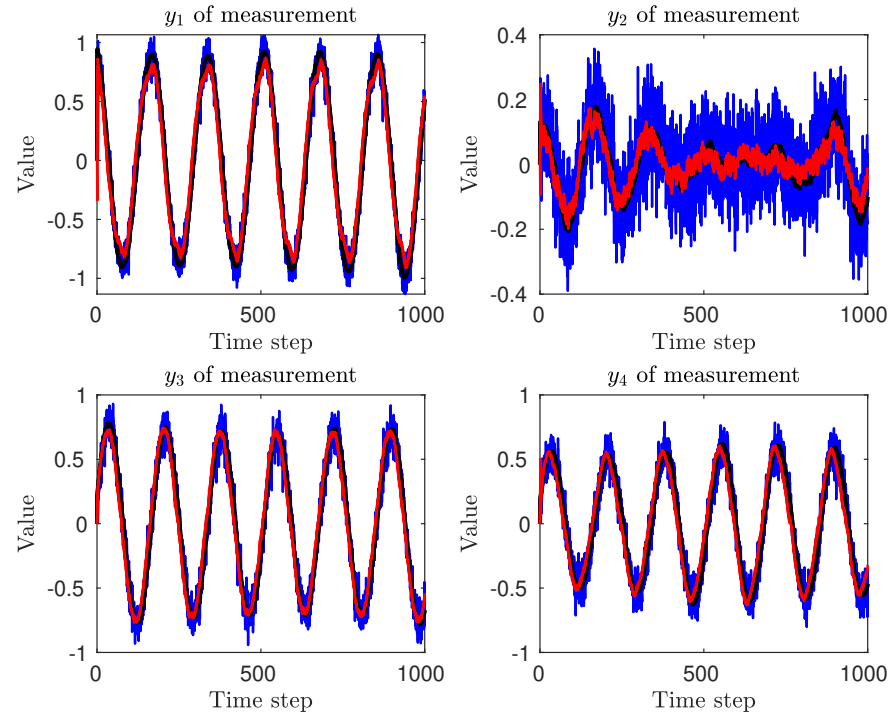 y₁ of measurement
1
0.5
0
-0.5
-1
Value
0
500
1000
Time step
y₂ of measurement
0.4
0.2
0
-0.2
-0.4
Value
0
500
1000
Time step
y₃ of measurement
1
0.5
0
-0.5
-1
Value
0
500
1000
Time step
y₄ of measurement
1
0.5
0
-0.5
-1
Value
0
500
1000
Time step